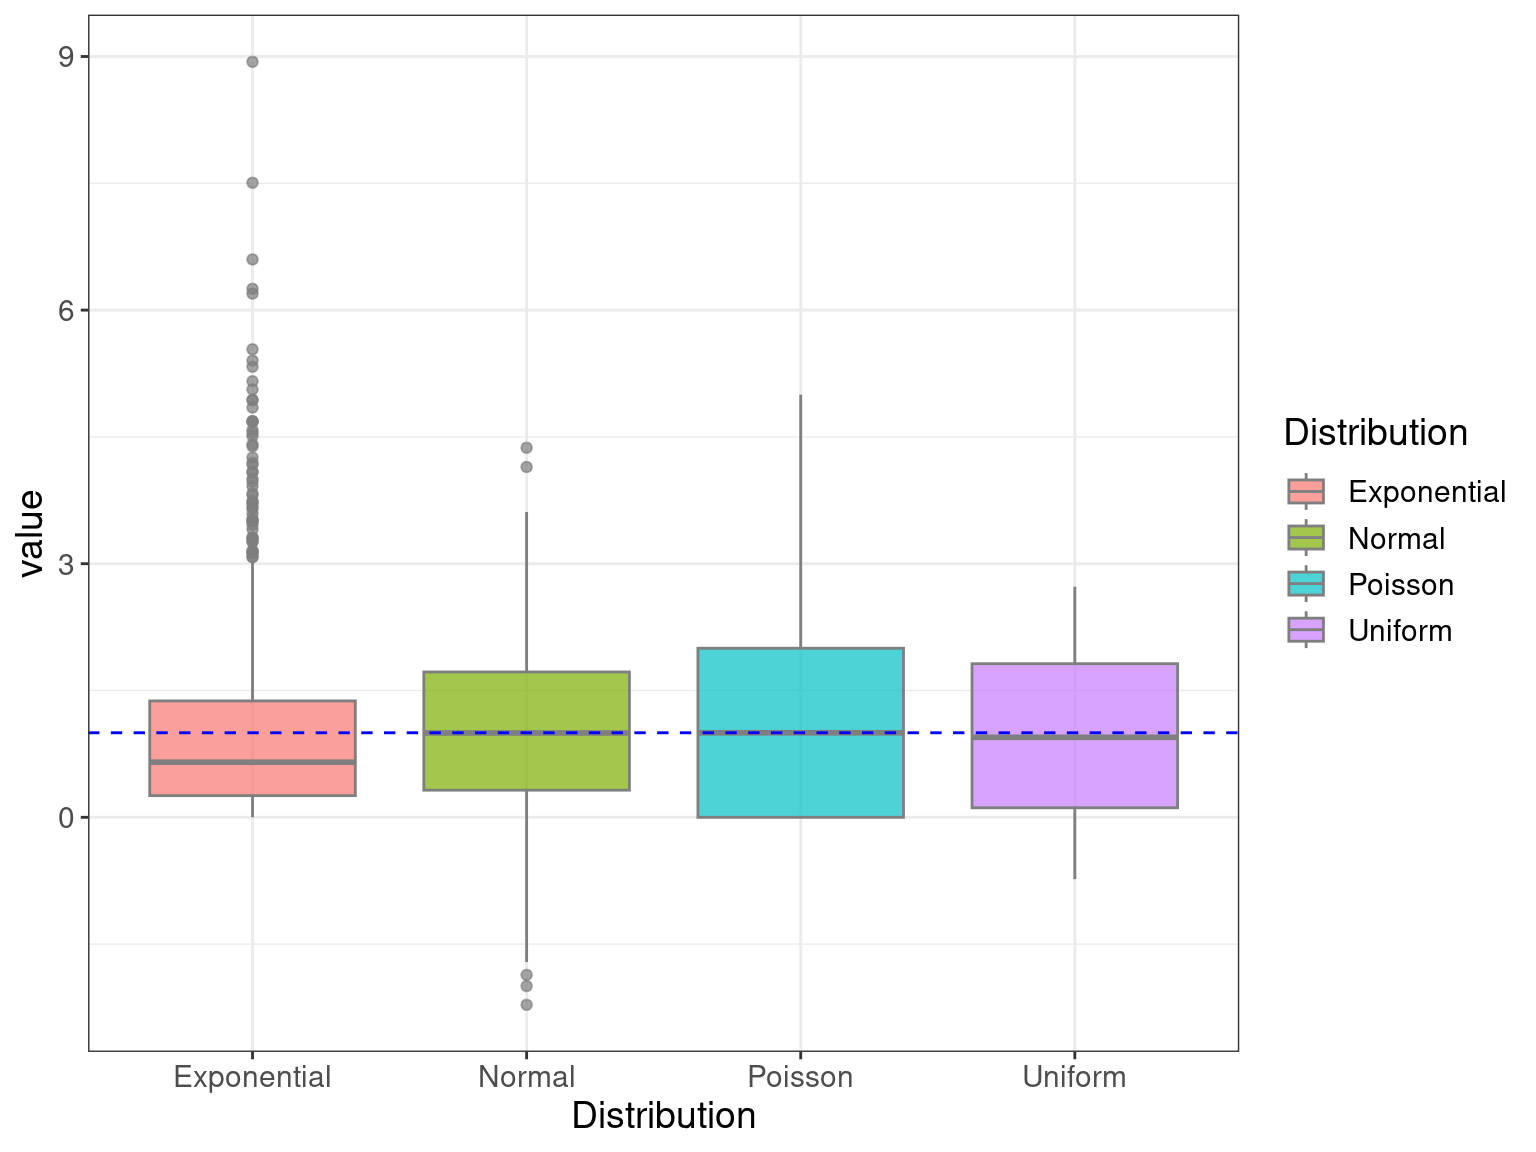 9
6
3
0
value
Exponential
Normal
Poisson
Uniform
Distribution
Distribution
Exponential
Normal
Poisson
Uniform